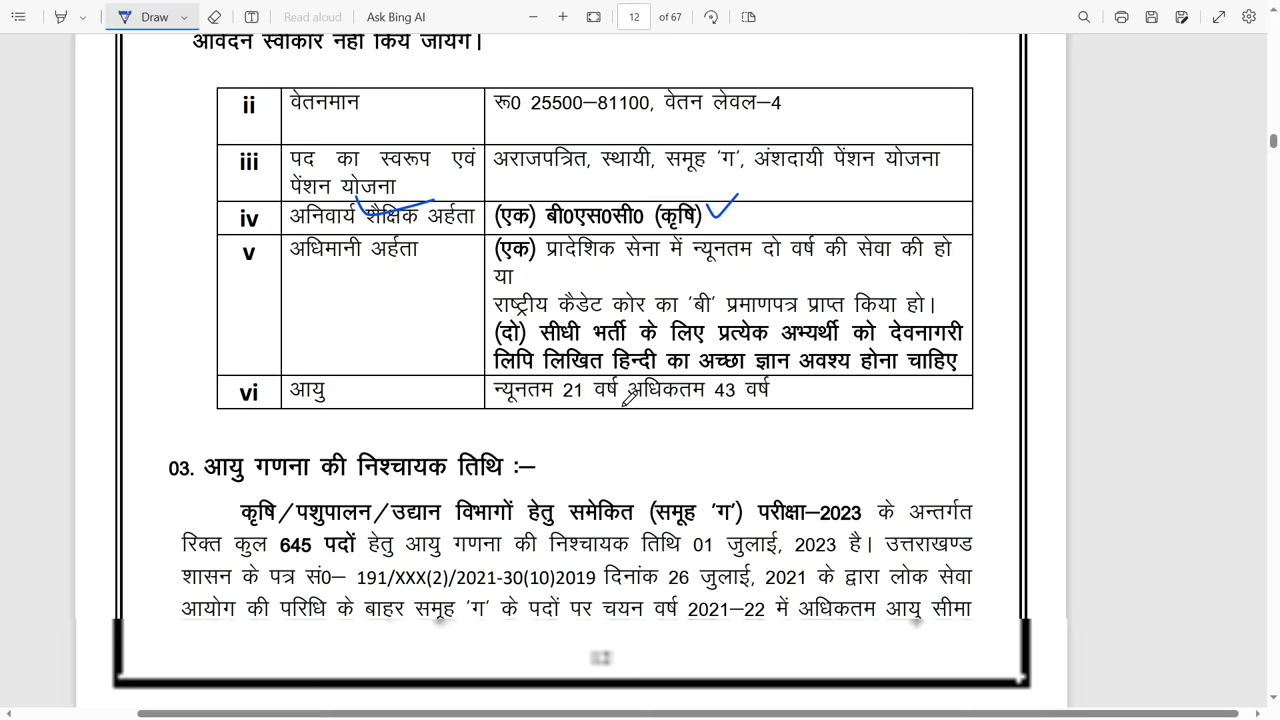 Draw
Read aloud
Ask Bing AI
12 of 67
आवेदन स्वीकार नहीं किये जायेंगे।
ii वेतनमान रू0 25500–81100, वेतन लेवल–4
iii पद का स्वरूप एवं अराजपत्रित, स्थायी, समूह 'ग', अंशदायी पेंशन योजना
पेंशन योजना
iv अनिवार्य शैक्षिक अर्हता (एक) बी0एस0सी0 (कृषि)
v अधिमानी अर्हता (एक) प्रादेशिक सेना में न्यूनतम दो वर्ष की सेवा की हो
या
राष्ट्रीय कैडेट कोर का 'बी' प्रमाणपत्र प्राप्त किया हो।
(दो) सीधी भर्ती के लिए प्रत्येक अभ्यर्थी को देवनागरी
लिपि लिखित हिन्दी का अच्छा ज्ञान अवश्य होना चाहिए
vi आयु न्यूनतम 21 वर्ष अधिकतम 43 वर्ष
03. आयु गणना की निश्चायक तिथि :–
कृषि/पशुपालन/उद्यान विभागों हेतु समेकित (समूह 'ग') परीक्षा–2023 के अन्तर्गत
रिक्त कुल 645 पदों हेतु आयु गणना की निश्चायक तिथि 01 जुलाई, 2023 है। उत्तराखण्ड
शासन के पत्र सं0– 191/XXX(2)/2021-30(10)2019 दिनांक 26 जुलाई, 2021 के द्वारा लोक सेवा
आयोग की परिधि के बाहर समूह 'ग' के पदों पर चयन वर्ष 2021–22 में अधिकतम आयु सीमा